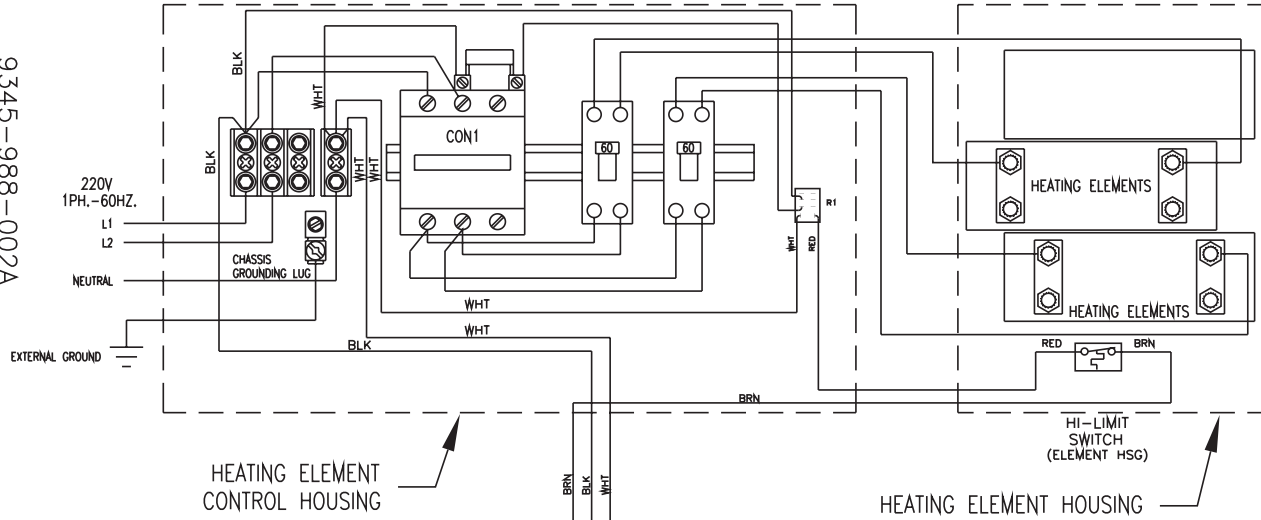 9345-988-002A
BLK
WHT
BLK
WHT
WHT
CON1
60
60
220V
1PH.-60HZ.
L1
L2
NEUTRAL
CHASSIS
GROUNDING LUG
EXTERNAL GROUND
R1
WHT
RED
WHT
WHT
BLK
HEATING ELEMENTS
HEATING ELEMENTS
RED
BRN
BRN
HI-LIMIT
SWITCH
(ELEMENT HSG)
HEATING ELEMENT
CONTROL HOUSING
BRN
BLK
WHT
HEATING ELEMENT HOUSING